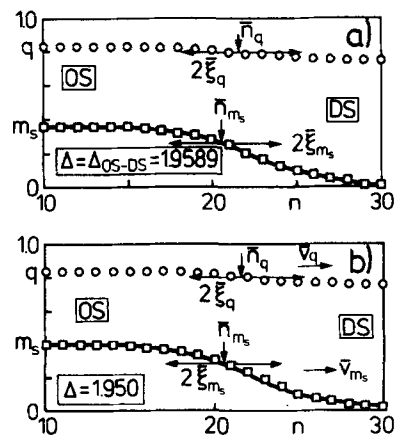 1.0
a)
q
n̄q
2ξ̄q
OS
DS
n̄ms
ms
2ξ̄ms
Δ=ΔOS-DS=1.9589
0
10 20 n 30
1.0
b)
q
n̄q
v̄q
2ξ̄q
OS
DS
n̄ms
ms
2ξ̄ms
v̄ms
Δ=1.950
0
10 20 n 30